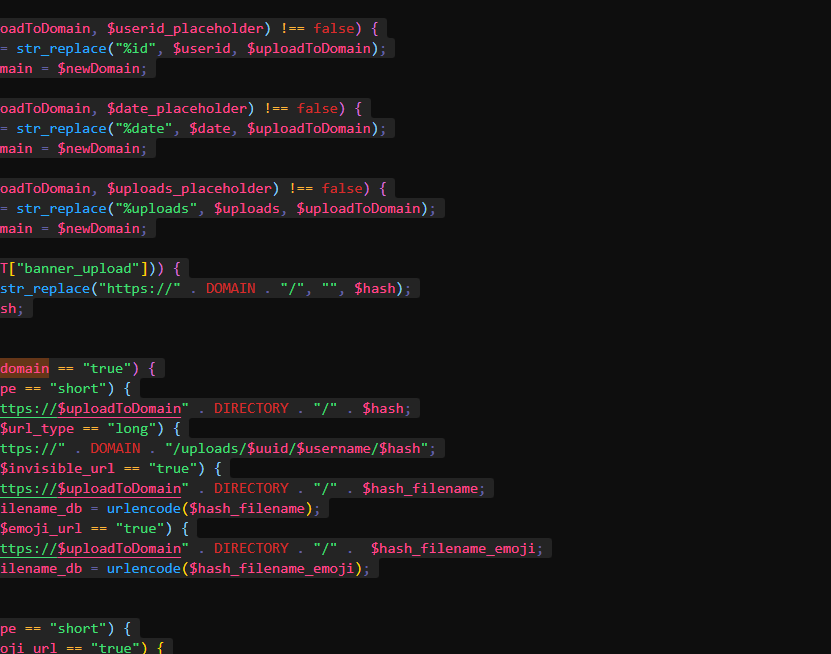 oadToDomain, $userid_placeholder) !== false) {
= str_replace("%id", $userid, $uploadToDomain);
main = $newDomain;
oadToDomain, $date_placeholder) !== false) {
= str_replace("%date", $date, $uploadToDomain);
main = $newDomain;
oadToDomain, $uploads_placeholder) !== false) {
= str_replace("%uploads", $uploads, $uploadToDomain);
main = $newDomain;
T["banner_upload"])) {
str_replace("https://" . DOMAIN . "/", "", $hash);
sh;
domain == "true") {
pe == "short") {
ttps://$uploadToDomain" . DIRECTORY . "/" . $hash;
$url_type == "long") {
ttps://" . DOMAIN . "/uploads/$uuid/$username/$hash";
$invisible_url == "true") {
ttps://$uploadToDomain" . DIRECTORY . "/" . $hash_filename;
ilename_db = urlencode($hash_filename);
$emoji_url == "true") {
ttps://$uploadToDomain" . DIRECTORY . "/" .  $hash_filename_emoji;
ilename_db = urlencode($hash_filename_emoji);
pe == "short") {
oji_url == "true") {